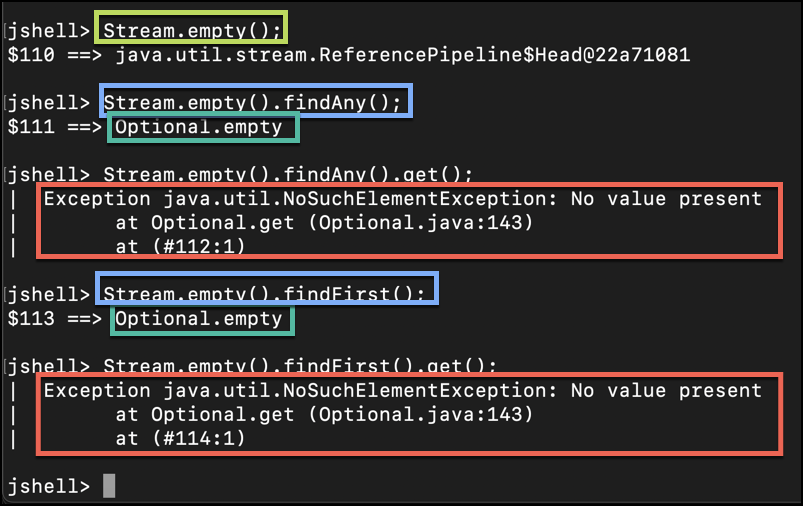 jshell> Stream.empty();
$110 ==> java.util.stream.ReferencePipeline$Head@22a71081
jshell> Stream.empty().findAny();
$111 ==> Optional.empty
jshell> Stream.empty().findAny().get();
|  Exception java.util.NoSuchElementException: No value present
|        at Optional.get (Optional.java:143)
|        at (#112:1)
jshell> Stream.empty().findFirst();
$113 ==> Optional.empty
jshell> Stream.empty().findFirst().get();
|  Exception java.util.NoSuchElementException: No value present
|        at Optional.get (Optional.java:143)
|        at (#114:1)
jshell>